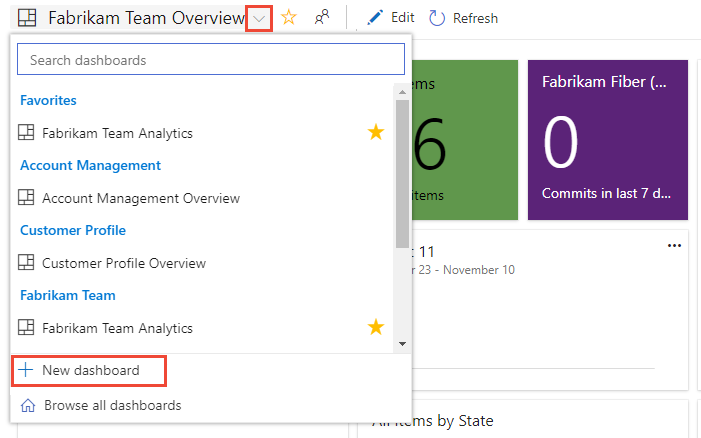 Fabrikam Team Overview
Edit
Refresh
Search dashboards
Favorites
Fabrikam Team Analytics
Account Management
Account Management Overview
Customer Profile
Customer Profile Overview
Fabrikam Team
Fabrikam Team Analytics
New dashboard
Browse all dashboards
ems
6
items
Fabrikam Fiber (...
0
Commits in last 7 d...
t 11
r 23 - November 10
All Items by State